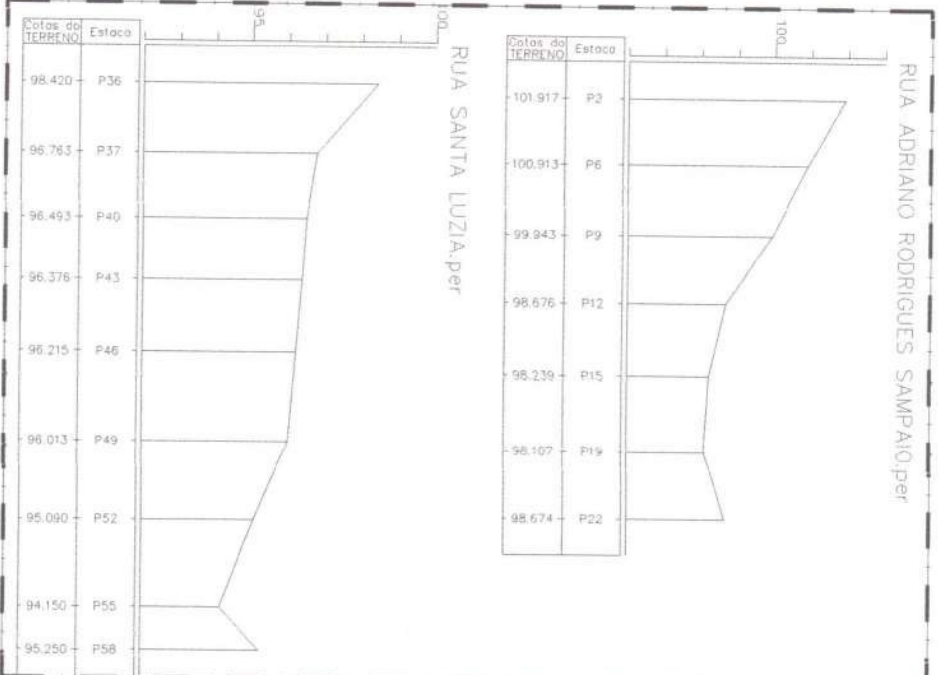 RUA SANTA LUZIA.per
95
100
Cotas do TERRENO Estaca
98.420 P36
96.763 P37
96.493 P40
96.376 P43
96.215 P46
96.013 P49
95.090 P52
94.150 P55
95.250 P58
RUA ADRIANO RODRIGUES SAMPAIO.per
100
Cotas do TERRENO Estaca
101.917 P2
100.913 P6
99.943 P9
98.676 P12
98.239 P15
98.107 P19
98.674 P22